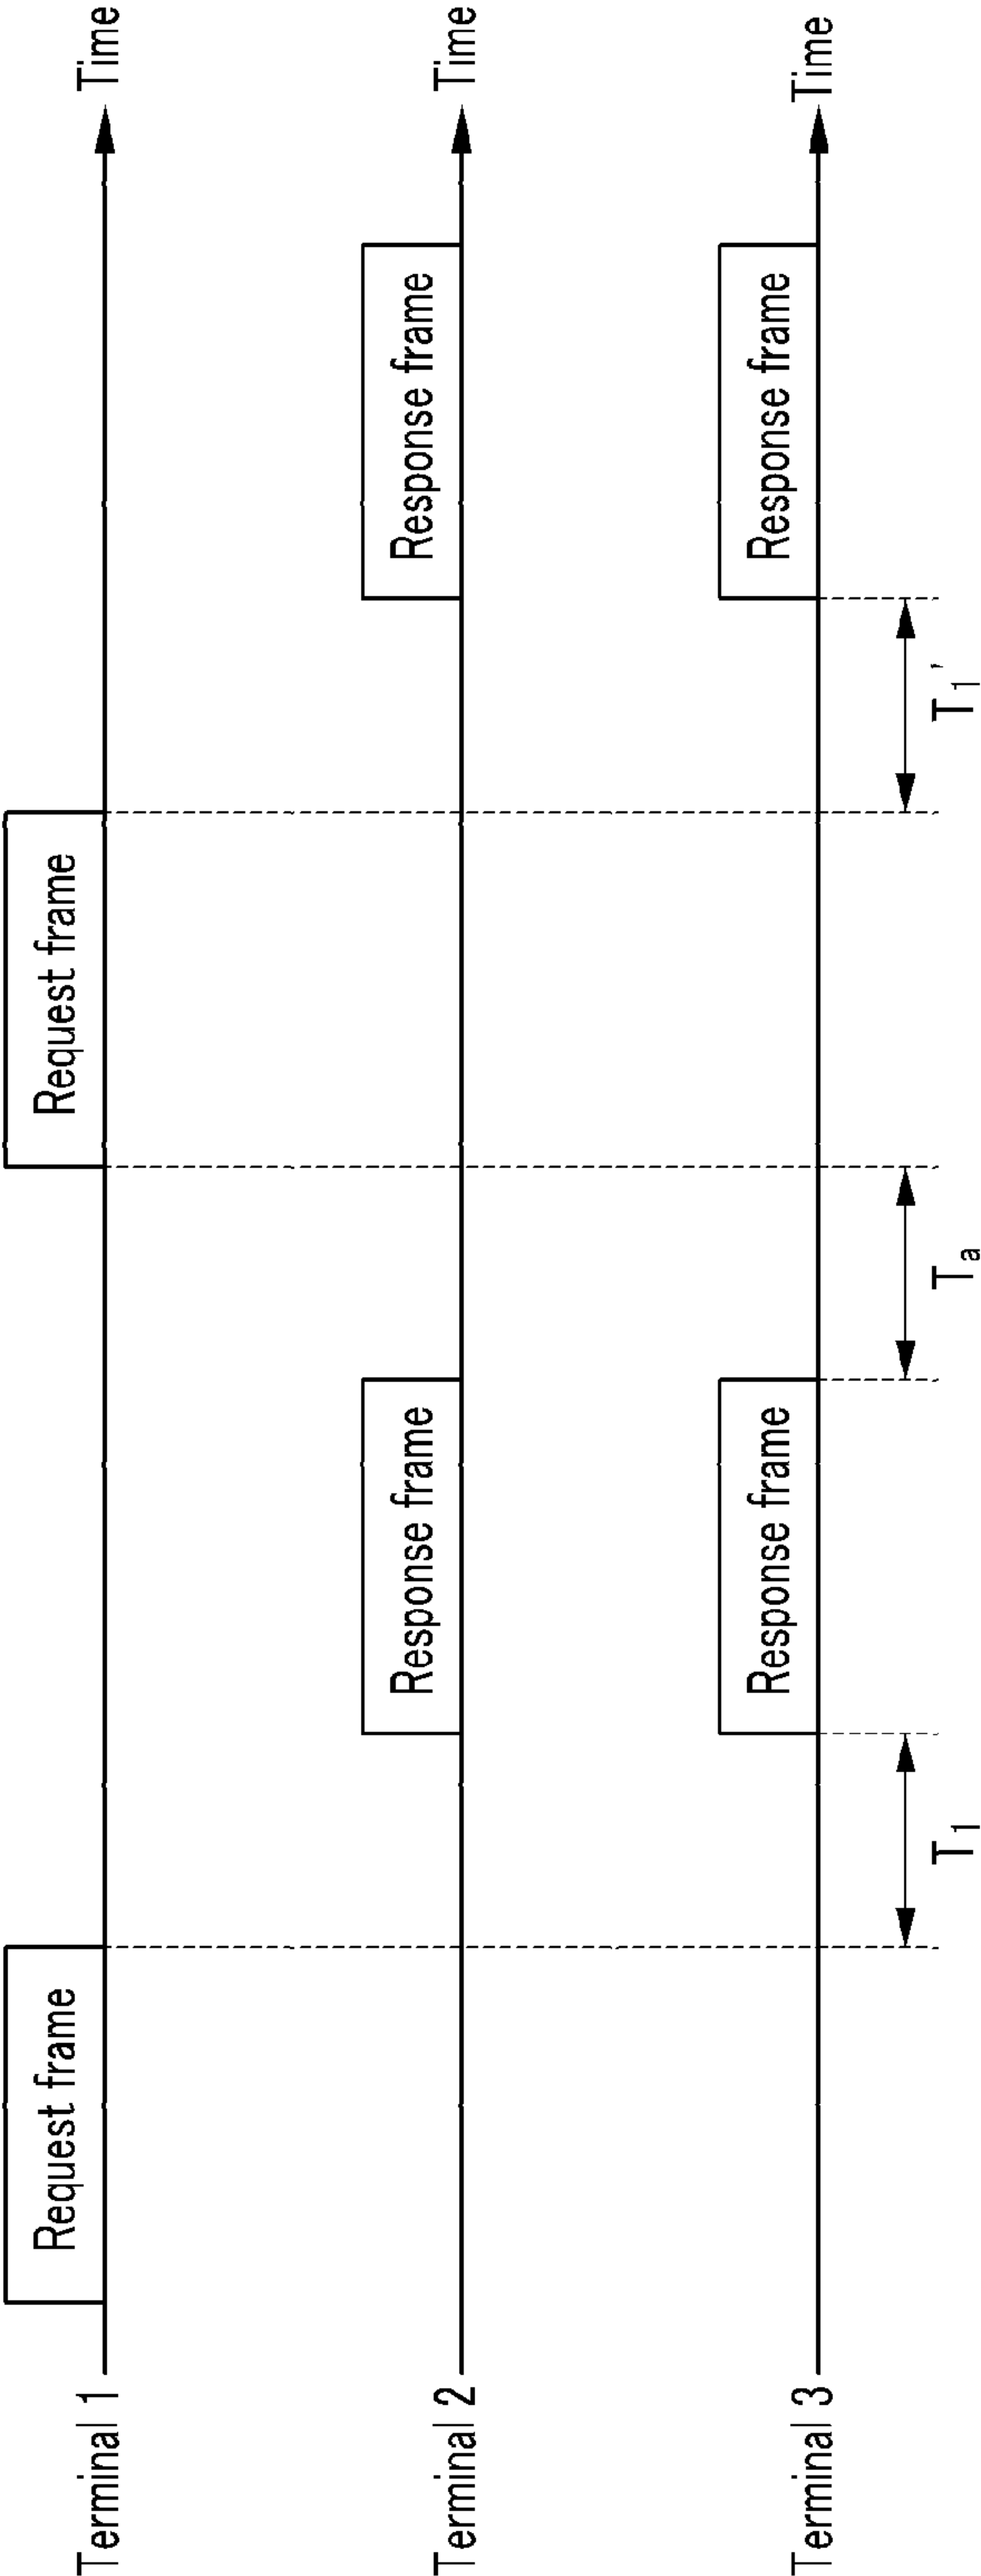 Terminal 1
Request frame
Request frame
Time
Terminal 2
Response frame
Response frame
Time
Terminal 3
Response frame
Response frame
Time
T1
Ta
T1'